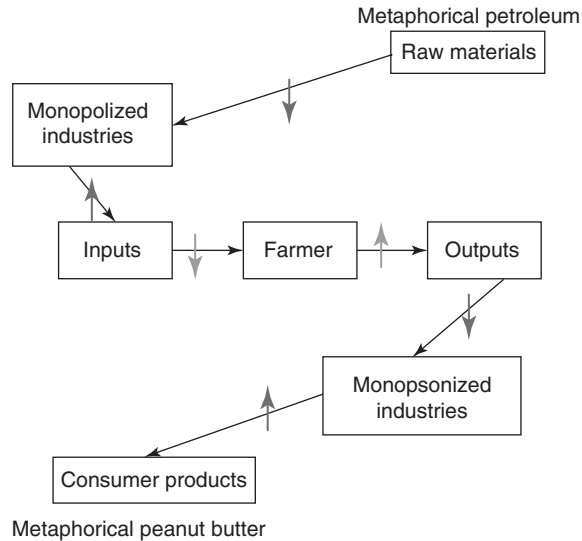 Metaphorical petroleum
Raw materials
Monopolized
industries
Inputs
Farmer
Outputs
Monopsonized
industries
Consumer products
Metaphorical peanut butter